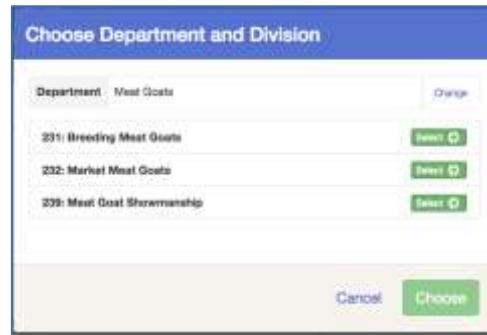 Choose Department and Division
Department Meat Goats Change
231: Breeding Meat Goats Select
232: Market Meat Goats Select
239: Meat Goat Showmanship Select
Cancel Choose